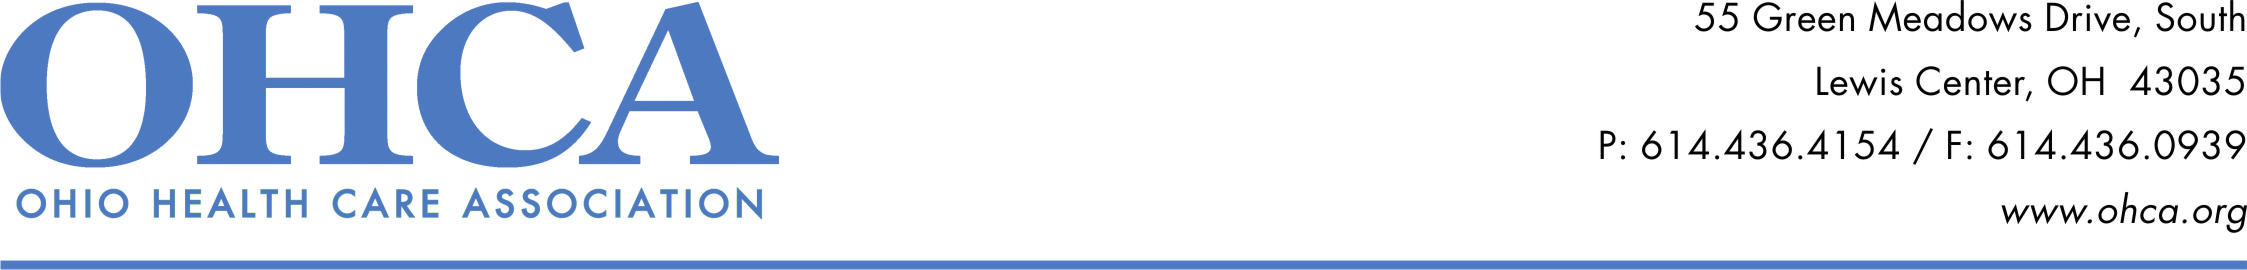 OHCA
OHIO HEALTH CARE ASSOCIATION
55 Green Meadows Drive, South
Lewis Center, OH  43035
P: 614.436.4154 / F: 614.436.0939
www.ohca.org